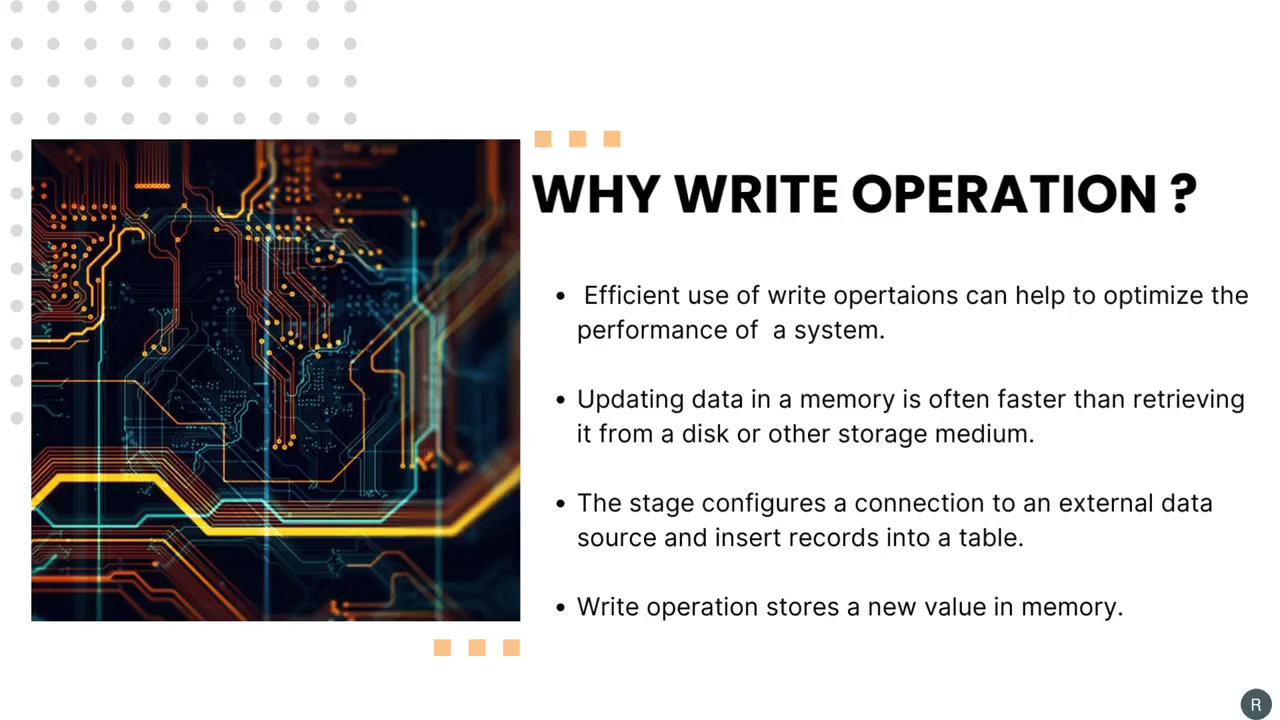 WHY WRITE OPERATION ?
• Efficient use of write opertaions can help to optimize the
performance of a system.
• Updating data in a memory is often faster than retrieving
it from a disk or other storage medium.
• The stage configures a connection to an external data
source and insert records into a table.
• Write operation stores a new value in memory.
R